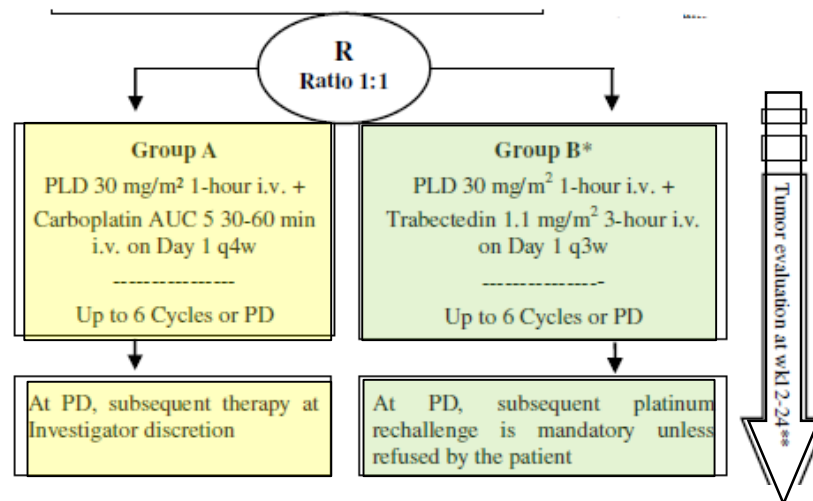 R
Ratio 1:1
Group A
PLD 30 mg/m² 1-hour i.v. +
Carboplatin AUC 5 30-60 min
i.v. on Day 1 q4w
----------------
Up to 6 Cycles or PD
Group B*
PLD 30 mg/m² 1-hour i.v. +
Trabectedin 1.1 mg/m² 3-hour i.v.
on Day 1 q3w
----------------
Up to 6 Cycles or PD
At PD, subsequent therapy at
Investigator discretion
At PD, subsequent platinum
rechallenge is mandatory unless
refused by the patient
Tumor evaluation at wk12-24**